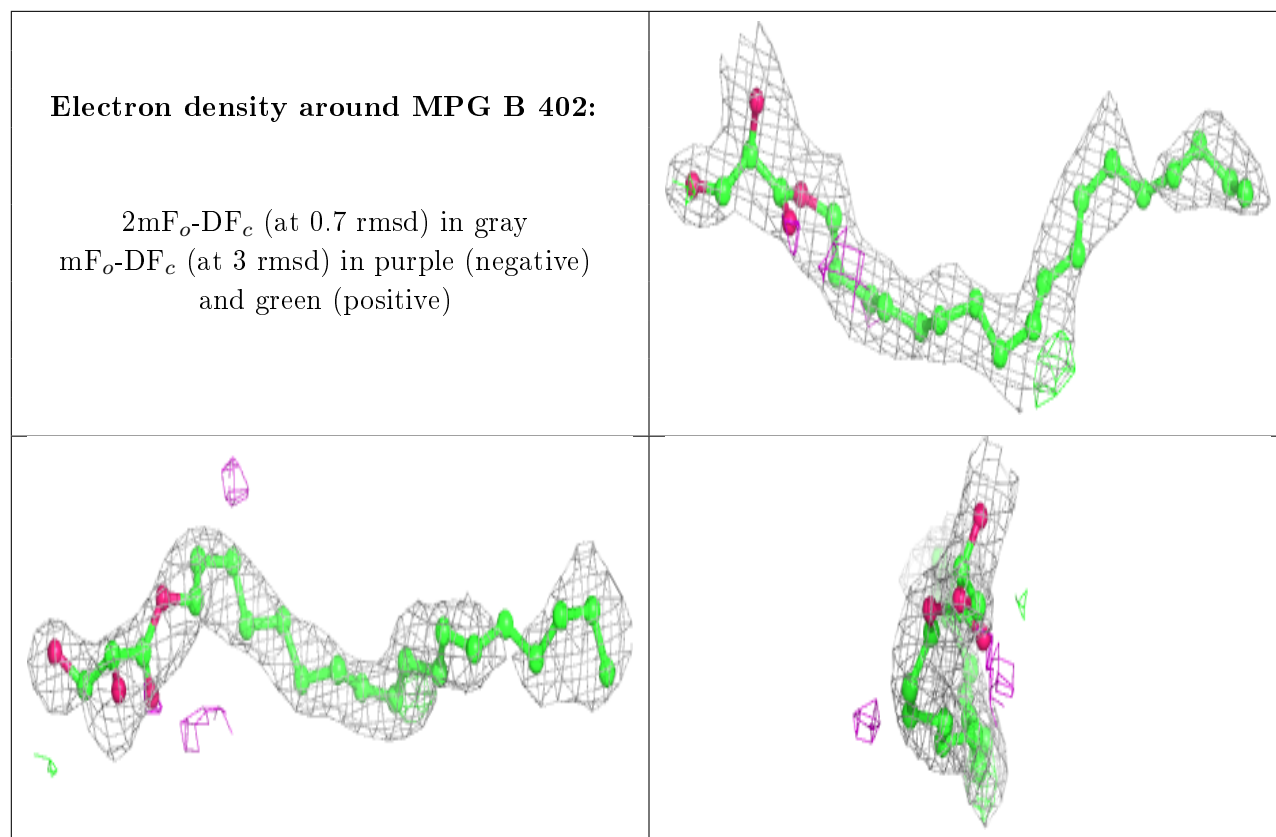 Electron density around MPG B 402:
2mFₒ-DF𝒸 (at 0.7 rmsd) in gray
mFₒ-DF𝒸 (at 3 rmsd) in purple (negative)
and green (positive)